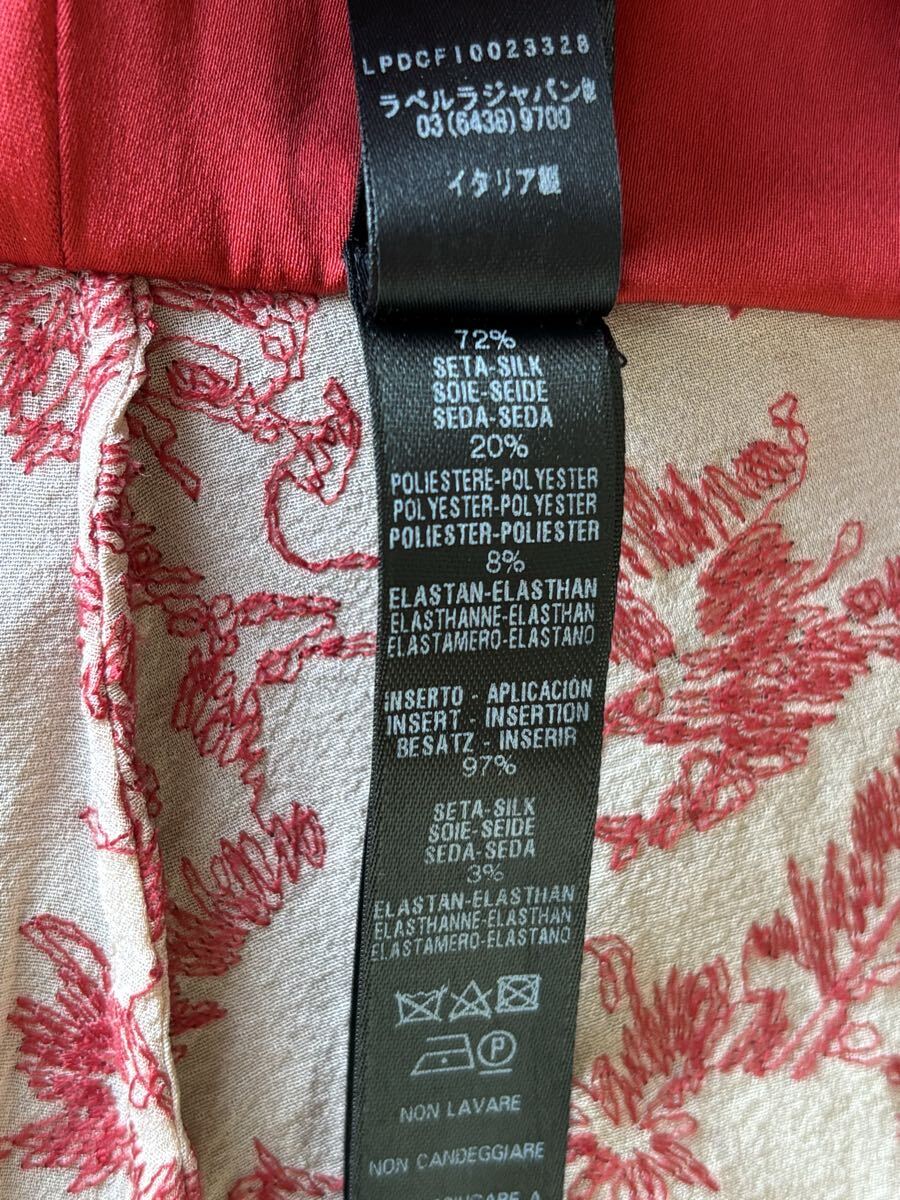 LPDCFI0023328
ラペルラジャパン㈱
03(6438)9700
イタリア製
72%
SETA-SILK
SOIE-SEIDE
SEDA-SEDA
20%
POLIESTERE-POLYESTER
POLYESTER-POLYESTER
POLIESTER-POLIESTER
8%
ELASTAN-ELASTHAN
ELASTHANNE-ELASTHAN
ELASTAMERO-ELASTANO
INSERTO - APLICACIÓN
INSERT - INSERTION
BESATZ - INSERIR
97%
SETA-SILK
SOIE-SEIDE
SEDA-SEDA
3%
ELASTAN-ELASTHAN
ELASTHANNE-ELASTHAN
ELASTAMERO-ELASTANO
P
NON LAVARE
NON CANDEGGIARE